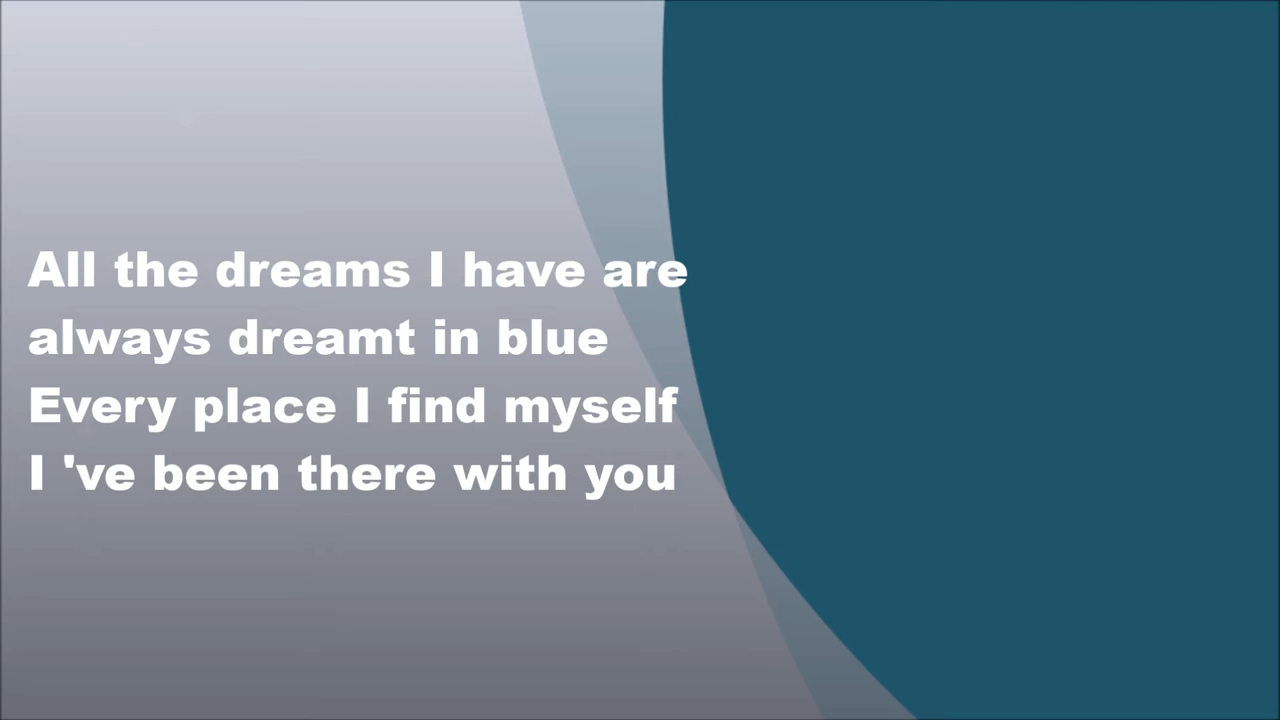 All the dreams I have are
always dreamt in blue
Every place I find myself
I 've been there with you